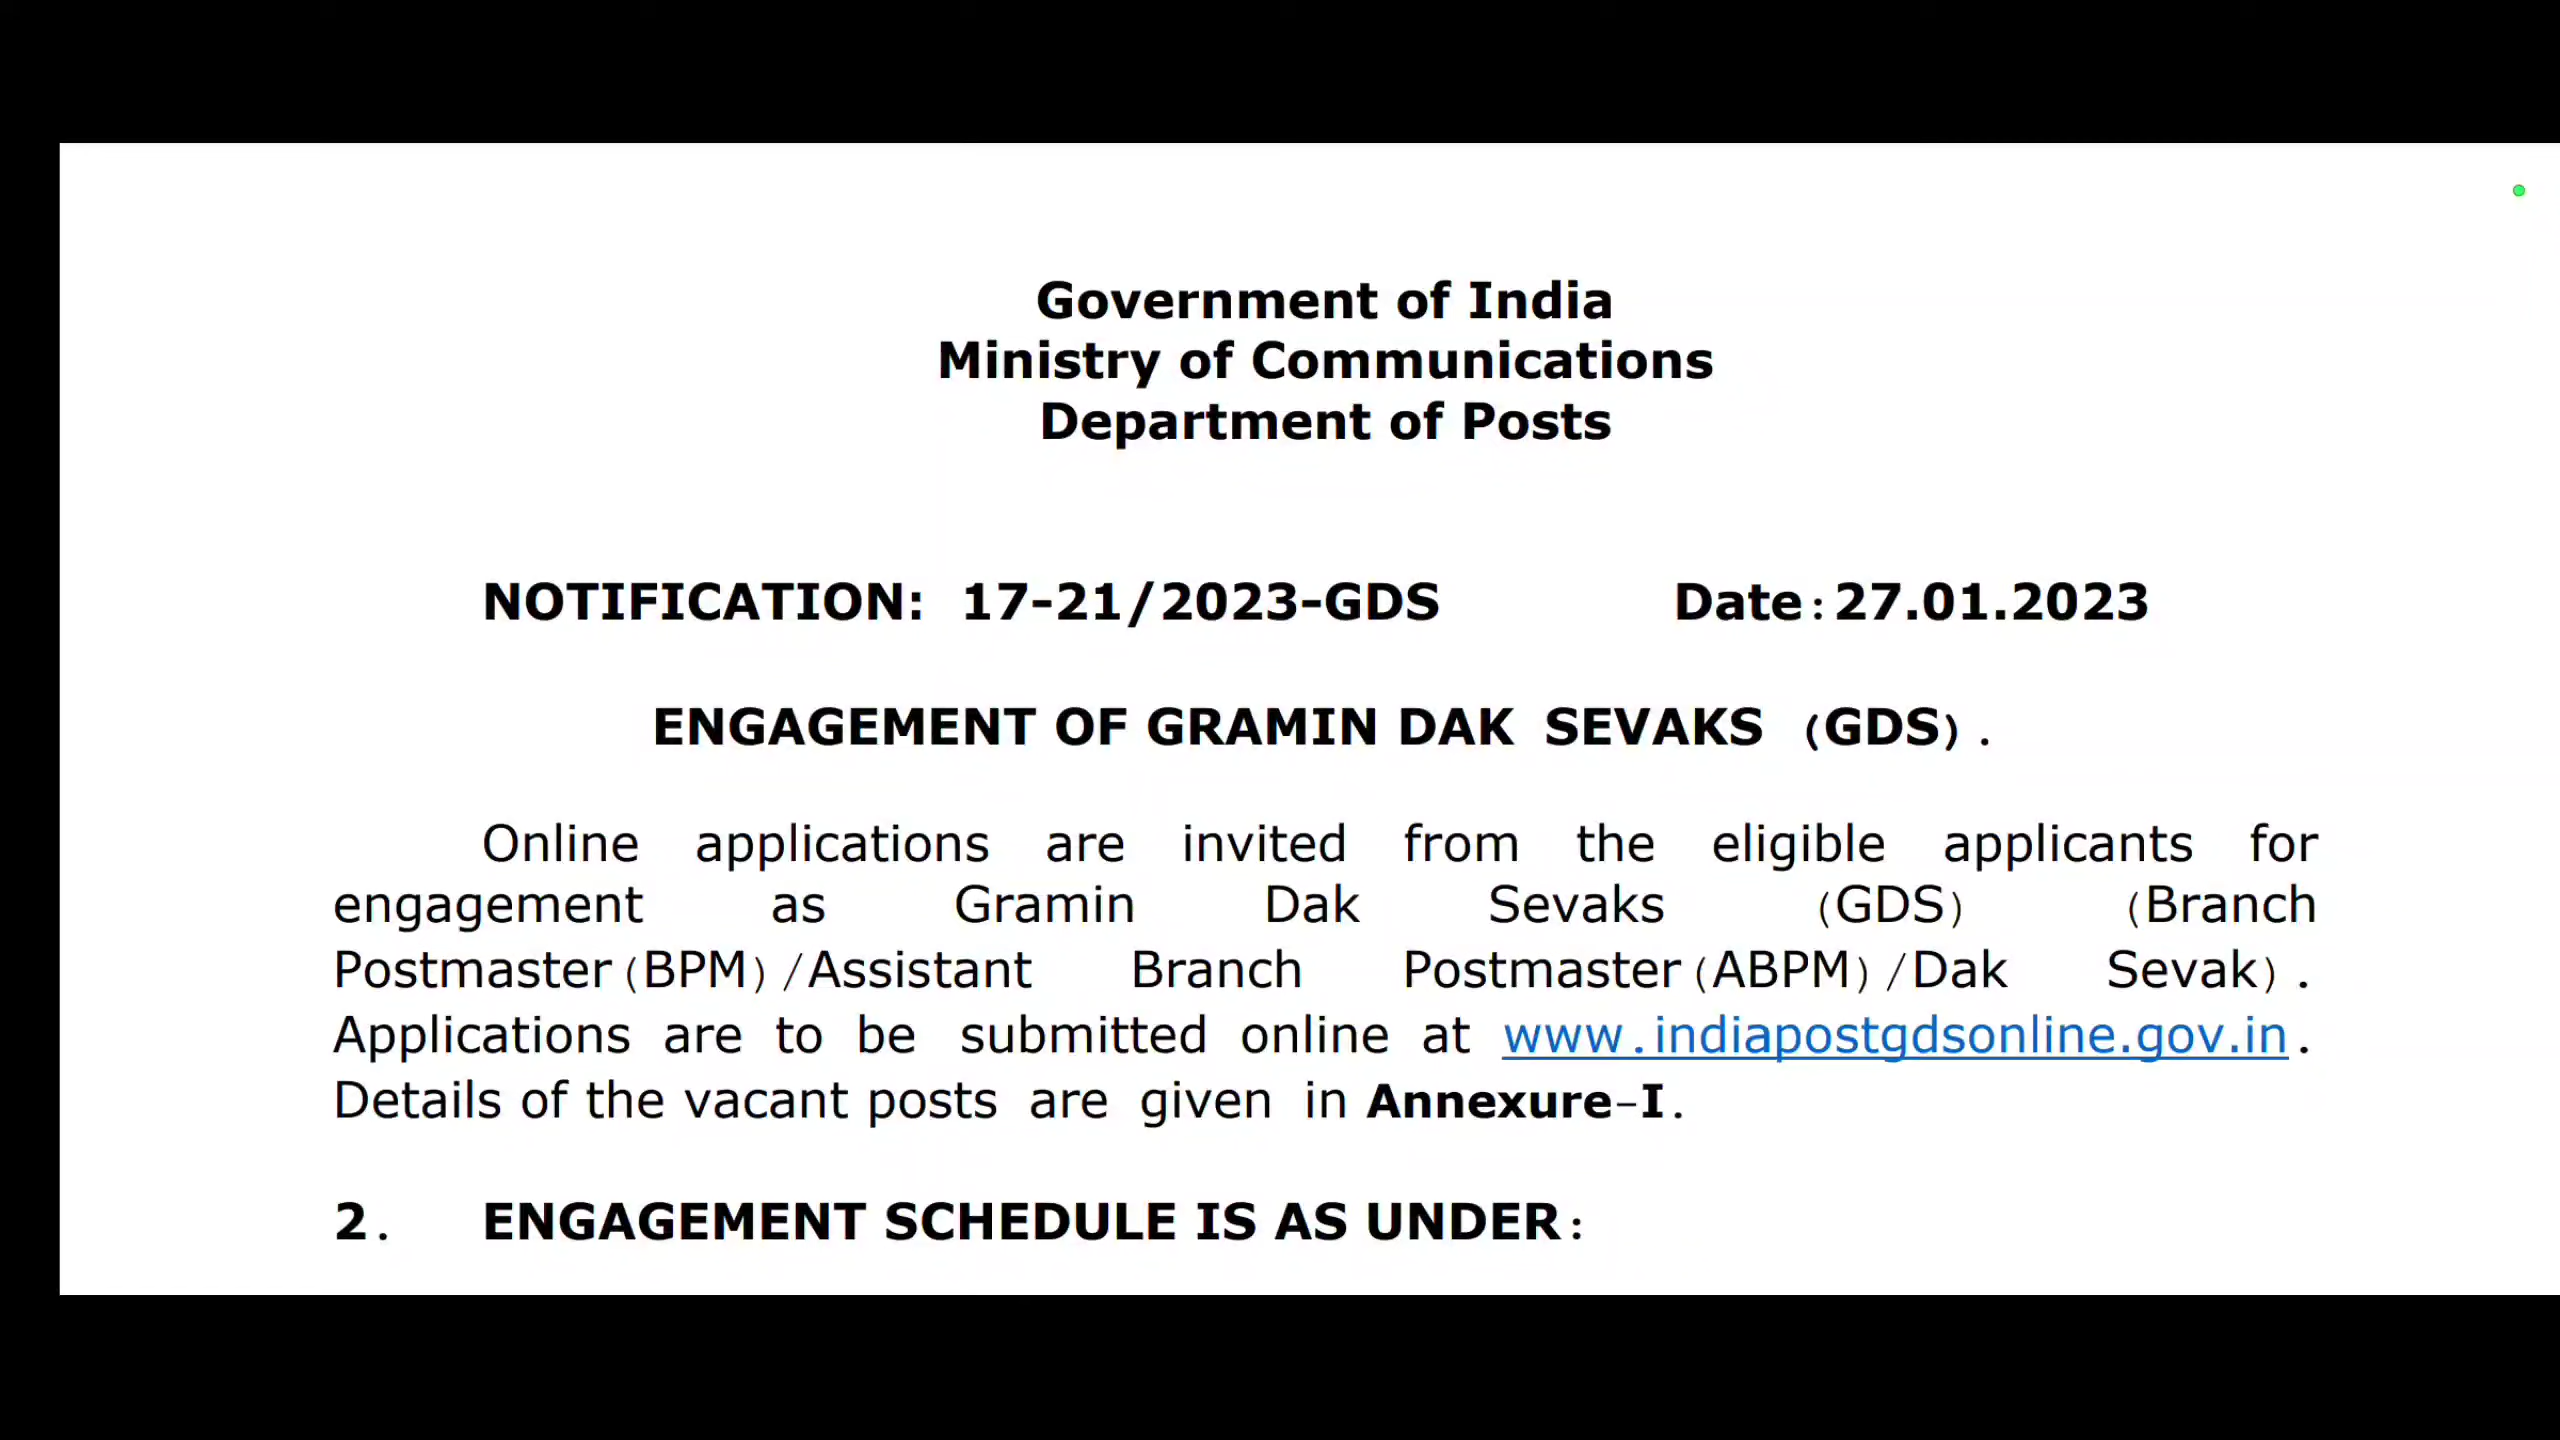 Government of India
Ministry of Communications
Department of Posts
NOTIFICATION: 17-21/2023-GDS Date:27.01.2023
ENGAGEMENT OF GRAMIN DAK SEVAKS (GDS).
Online applications are invited from the eligible applicants for
engagement as Gramin Dak Sevaks (GDS) (Branch
Postmaster(BPM)/Assistant Branch Postmaster(ABPM)/Dak Sevak).
Applications are to be submitted online at www.indiapostgdsonline.gov.in.
Details of the vacant posts are given in Annexure-I.
2. ENGAGEMENT SCHEDULE IS AS UNDER: